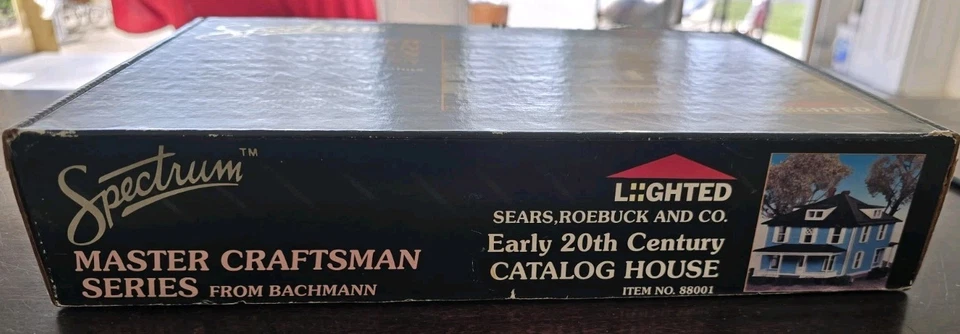 Spectrum™
MASTER CRAFTSMAN
SERIES FROM BACHMANN
LIGHTED
SEARS, ROEBUCK AND CO.
Early 20th Century
CATALOG HOUSE
ITEM NO. 88001